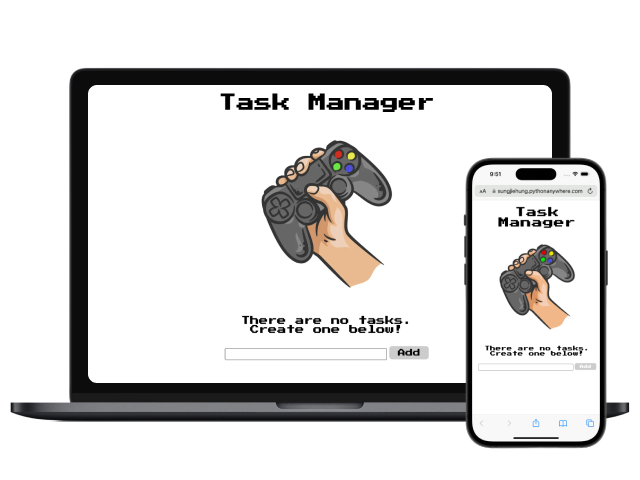 Task Manager
There are no tasks.
Create one below!
Add
9:51
AA sungjiehung.pythonanywhere.com
Task
Manager
There are no tasks.
Create one below!
Add